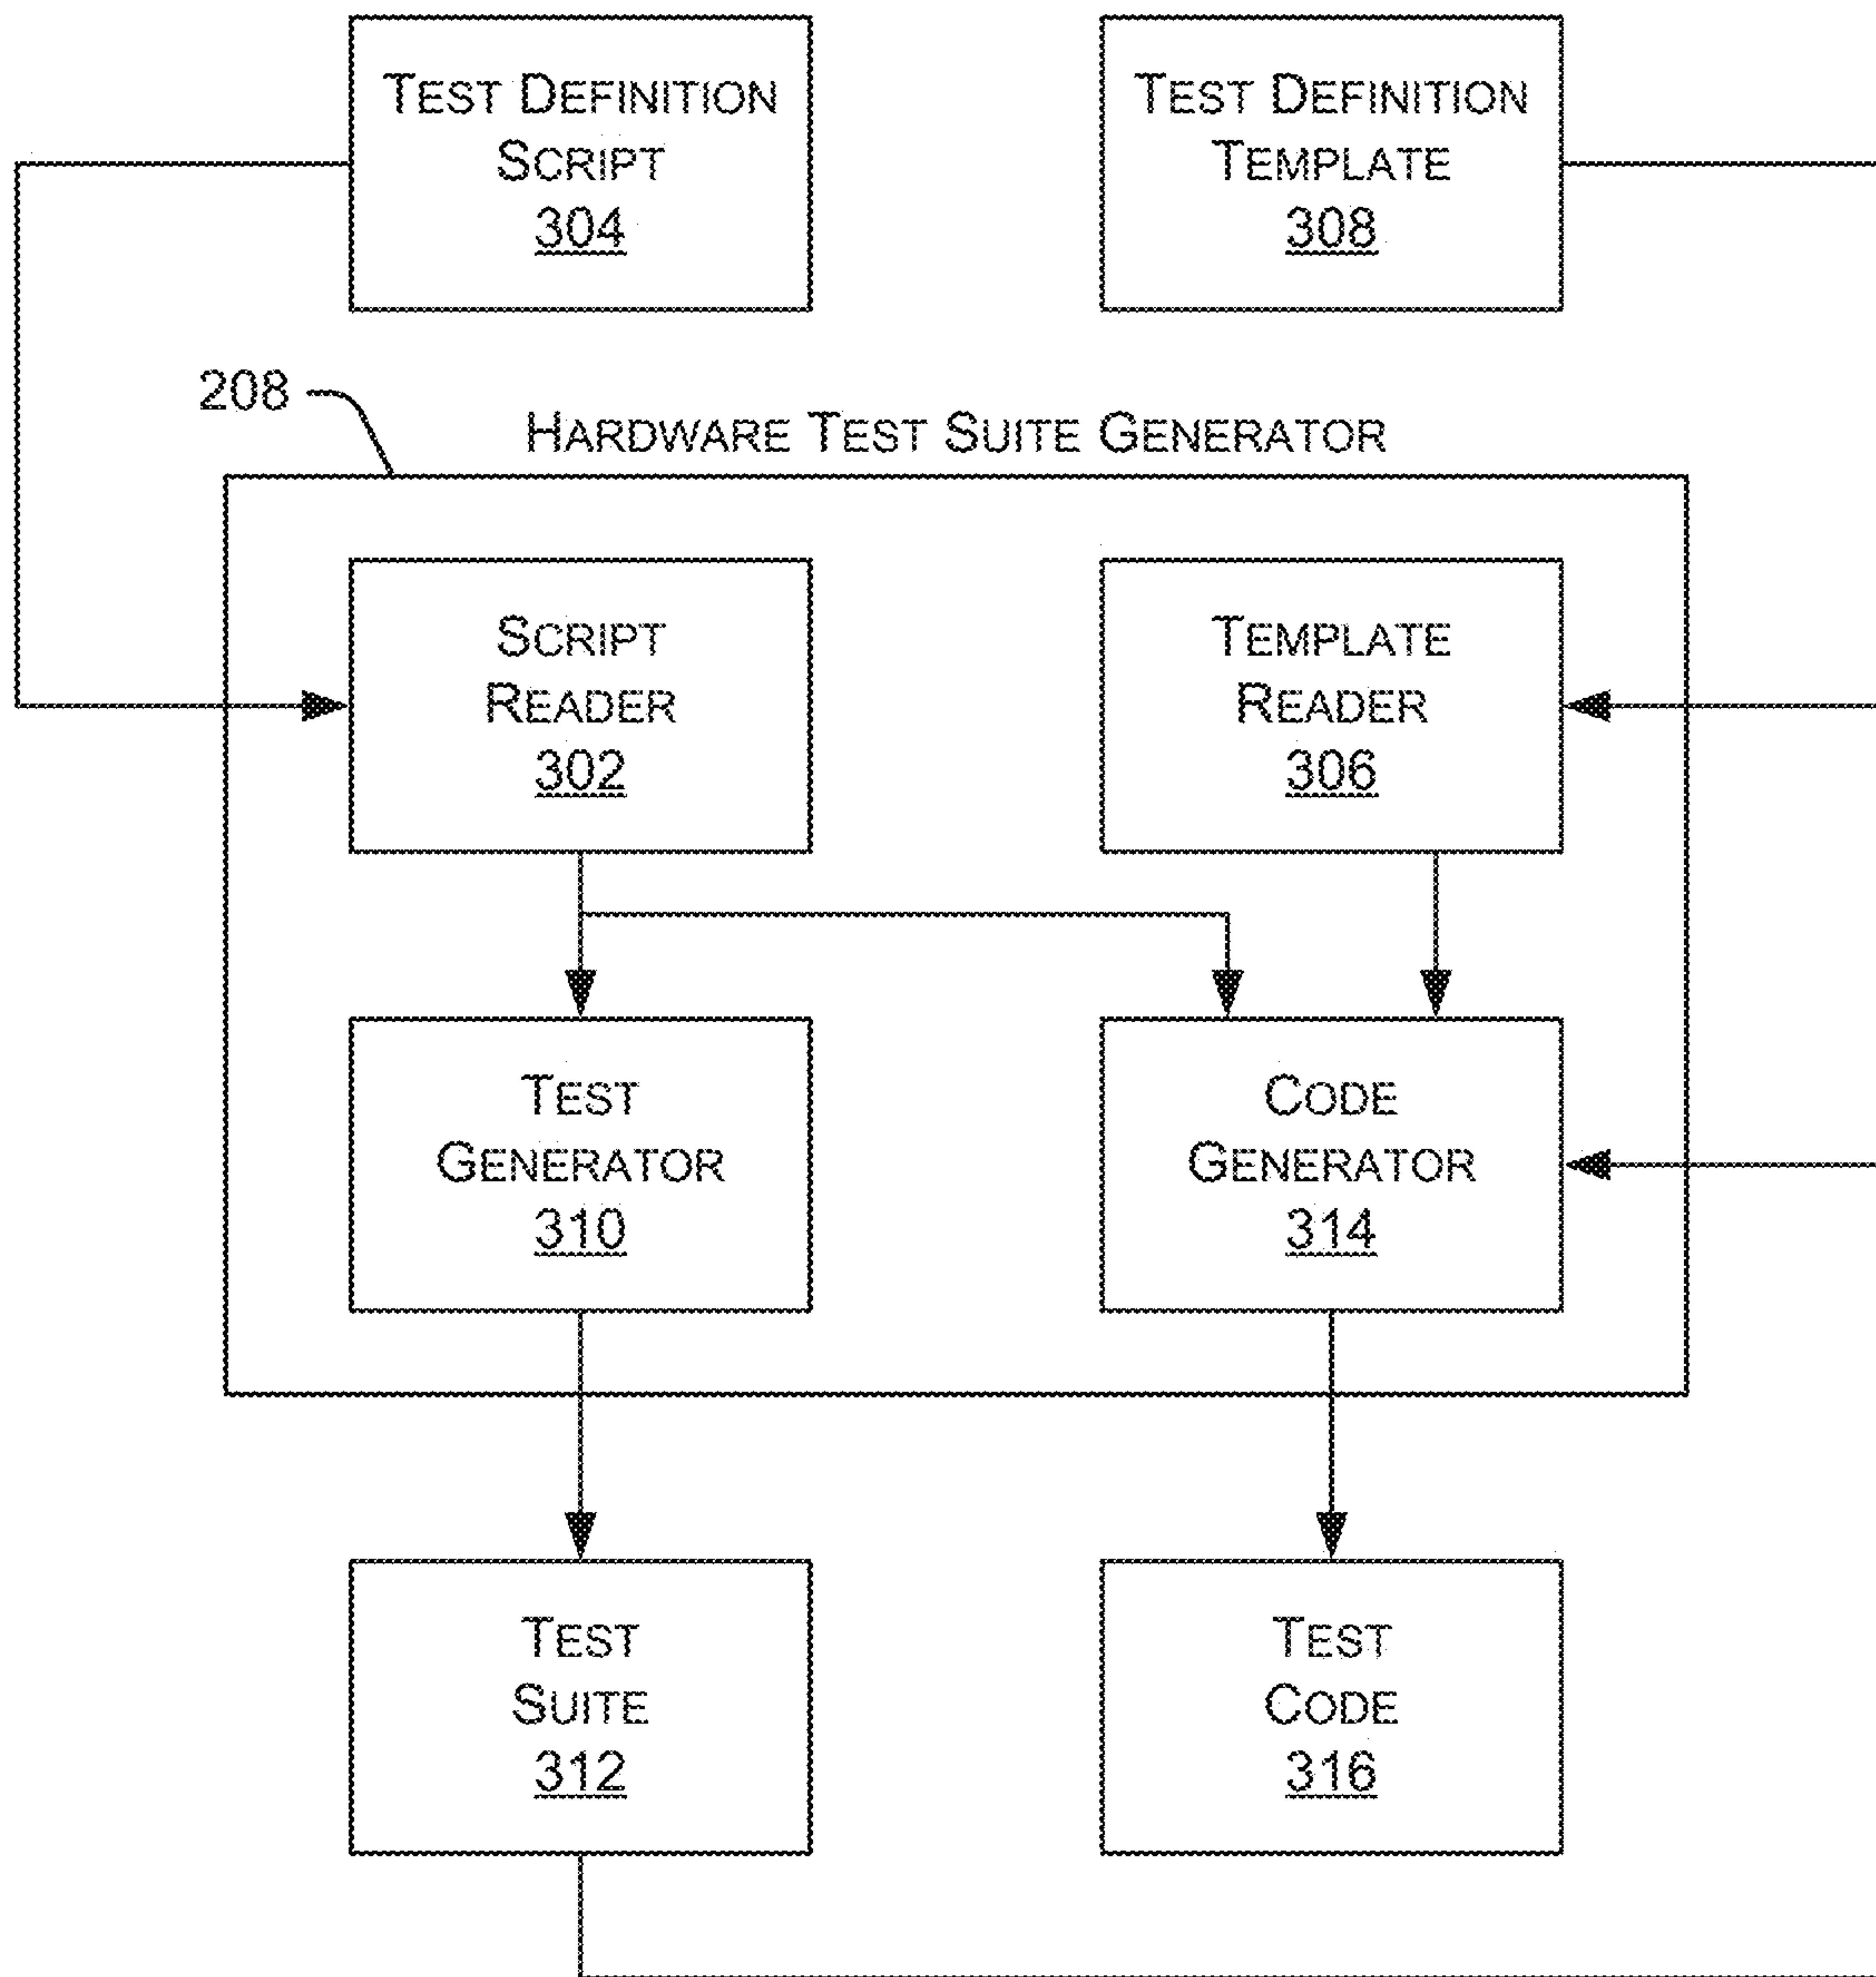 TEST DEFINITION
SCRIPT
304
TEST DEFINITION
TEMPLATE
308
208
HARDWARE TEST SUITE GENERATOR
SCRIPT
READER
302
TEMPLATE
READER
306
TEST
GENERATOR
310
CODE
GENERATOR
314
TEST
SUITE
312
TEST
CODE
316